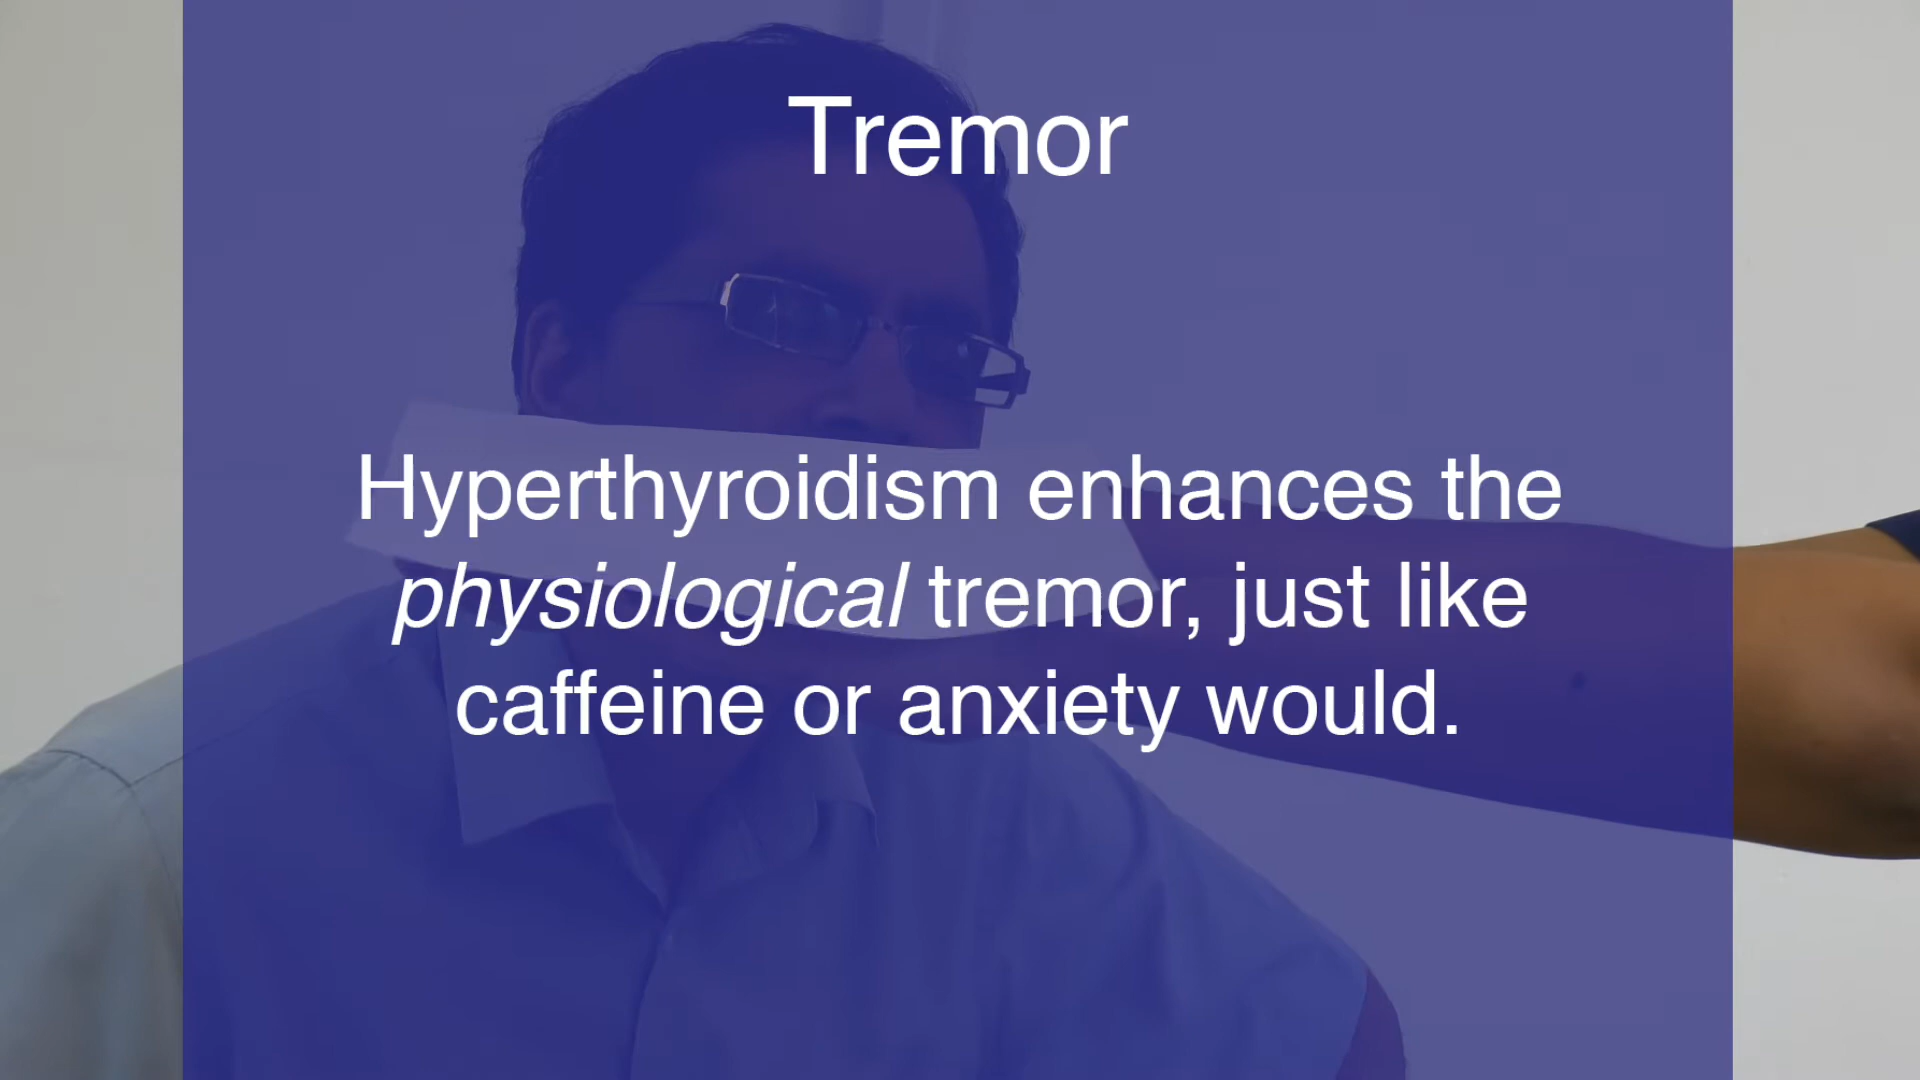 Tremor
Hyperthyroidism enhances the
physiological tremor, just like
caffeine or anxiety would.